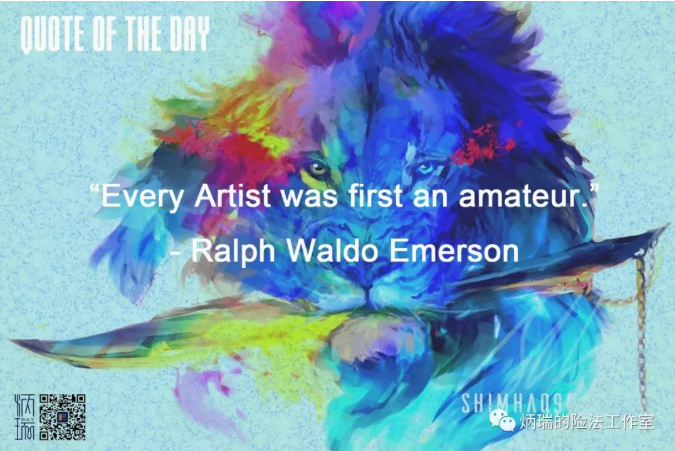 QUOTE OF THE DAY
“Every Artist was first an amateur.”
- Ralph Waldo Emerson
SHIMHAQ96
炳瑞的险法工作室
炳
瑞